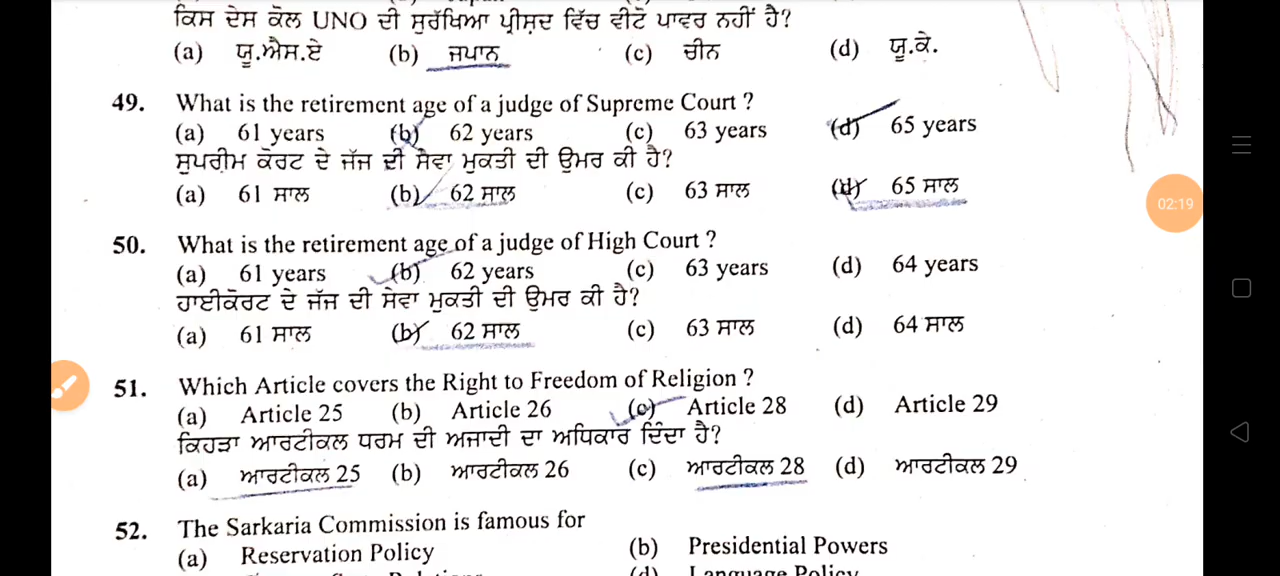 ਕਿਸ ਦੇਸ ਕੋਲ UNO ਦੀ ਸੁਰੱਖਿਆ ਪ੍ਰੀਸ਼ਦ ਵਿੱਚ ਵੀਟੋ ਪਾਵਰ ਨਹੀਂ ਹੈ?
(a) ਯੂ.ਐਸ.ਏ (b) ਜਪਾਨ (c) ਚੀਨ (d) ਯੂ.ਕੇ.
49. What is the retirement age of a judge of Supreme Court ?
(a) 61 years (b) 62 years (c) 63 years (d) 65 years
ਸੁਪਰੀਮ ਕੋਰਟ ਦੇ ਜੱਜ ਦੀ ਸੇਵਾ ਮੁਕਤੀ ਦੀ ਉਮਰ ਕੀ ਹੈ?
(a) 61 ਸਾਲ (b) 62 ਸਾਲ (c) 63 ਸਾਲ (d) 65 ਸਾਲ
02:19
50. What is the retirement age of a judge of High Court ?
(a) 61 years (b) 62 years (c) 63 years (d) 64 years
ਹਾਈਕੋਰਟ ਦੇ ਜੱਜ ਦੀ ਸੇਵਾ ਮੁਕਤੀ ਦੀ ਉਮਰ ਕੀ ਹੈ?
(a) 61 ਸਾਲ (b) 62 ਸਾਲ (c) 63 ਸਾਲ (d) 64 ਸਾਲ
51. Which Article covers the Right to Freedom of Religion ?
(a) Article 25 (b) Article 26 (c) Article 28 (d) Article 29
ਕਿਹੜਾ ਆਰਟੀਕਲ ਧਰਮ ਦੀ ਅਜਾਦੀ ਦਾ ਅਧਿਕਾਰ ਦਿੰਦਾ ਹੈ?
(a) ਆਰਟੀਕਲ 25 (b) ਆਰਟੀਕਲ 26 (c) ਆਰਟੀਕਲ 28 (d) ਆਰਟੀਕਲ 29
52. The Sarkaria Commission is famous for
(a) Reservation Policy (b) Presidential Powers
(d) Language Policy